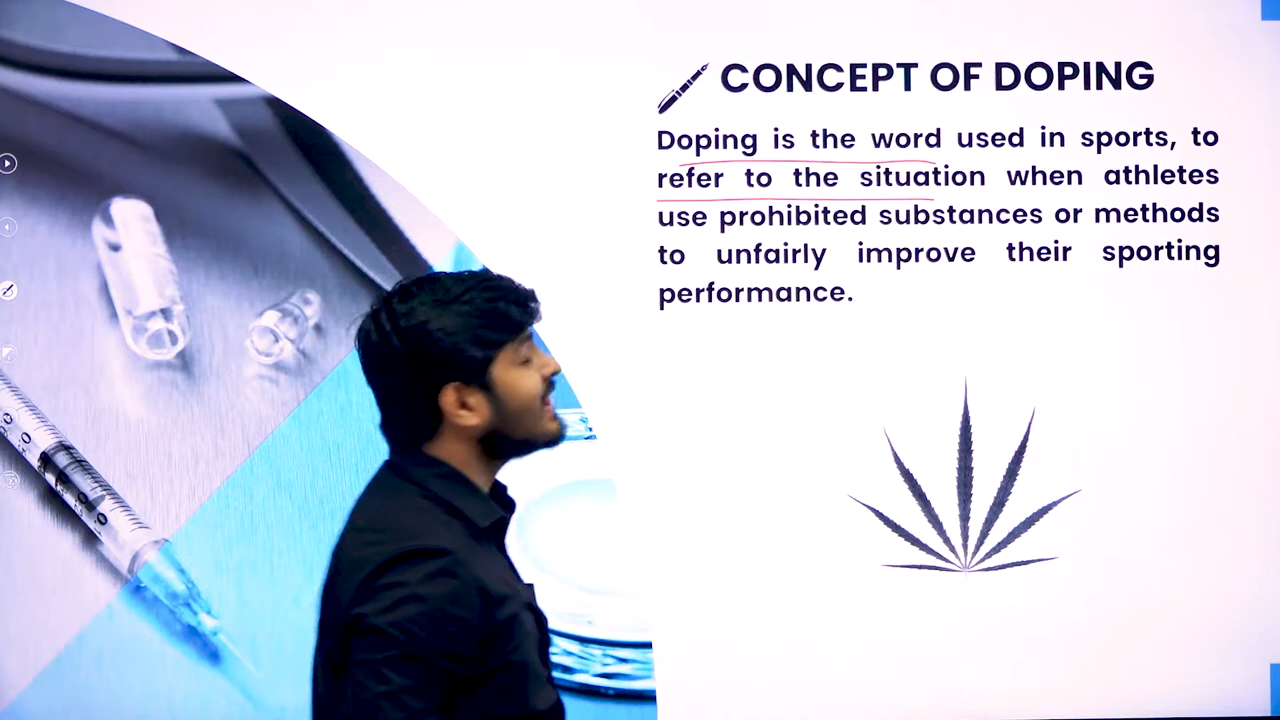 CONCEPT OF DOPING
Doping is the word used in sports, to
refer to the situation when athletes
use prohibited substances or methods
to unfairly improve their sporting
performance.